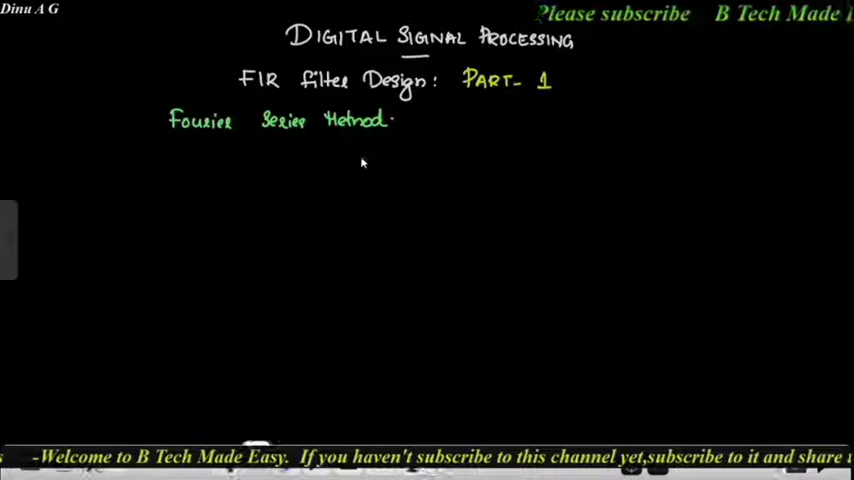 Dinu A G
Please subscribe B Tech Made
DIGITAL SIGNAL PROCESSING
FIR Filter Design: PART- 1
Fourier Series Method.
-Welcome to B Tech Made Easy. If you haven't subscribe to this channel yet,subscribe to it and share